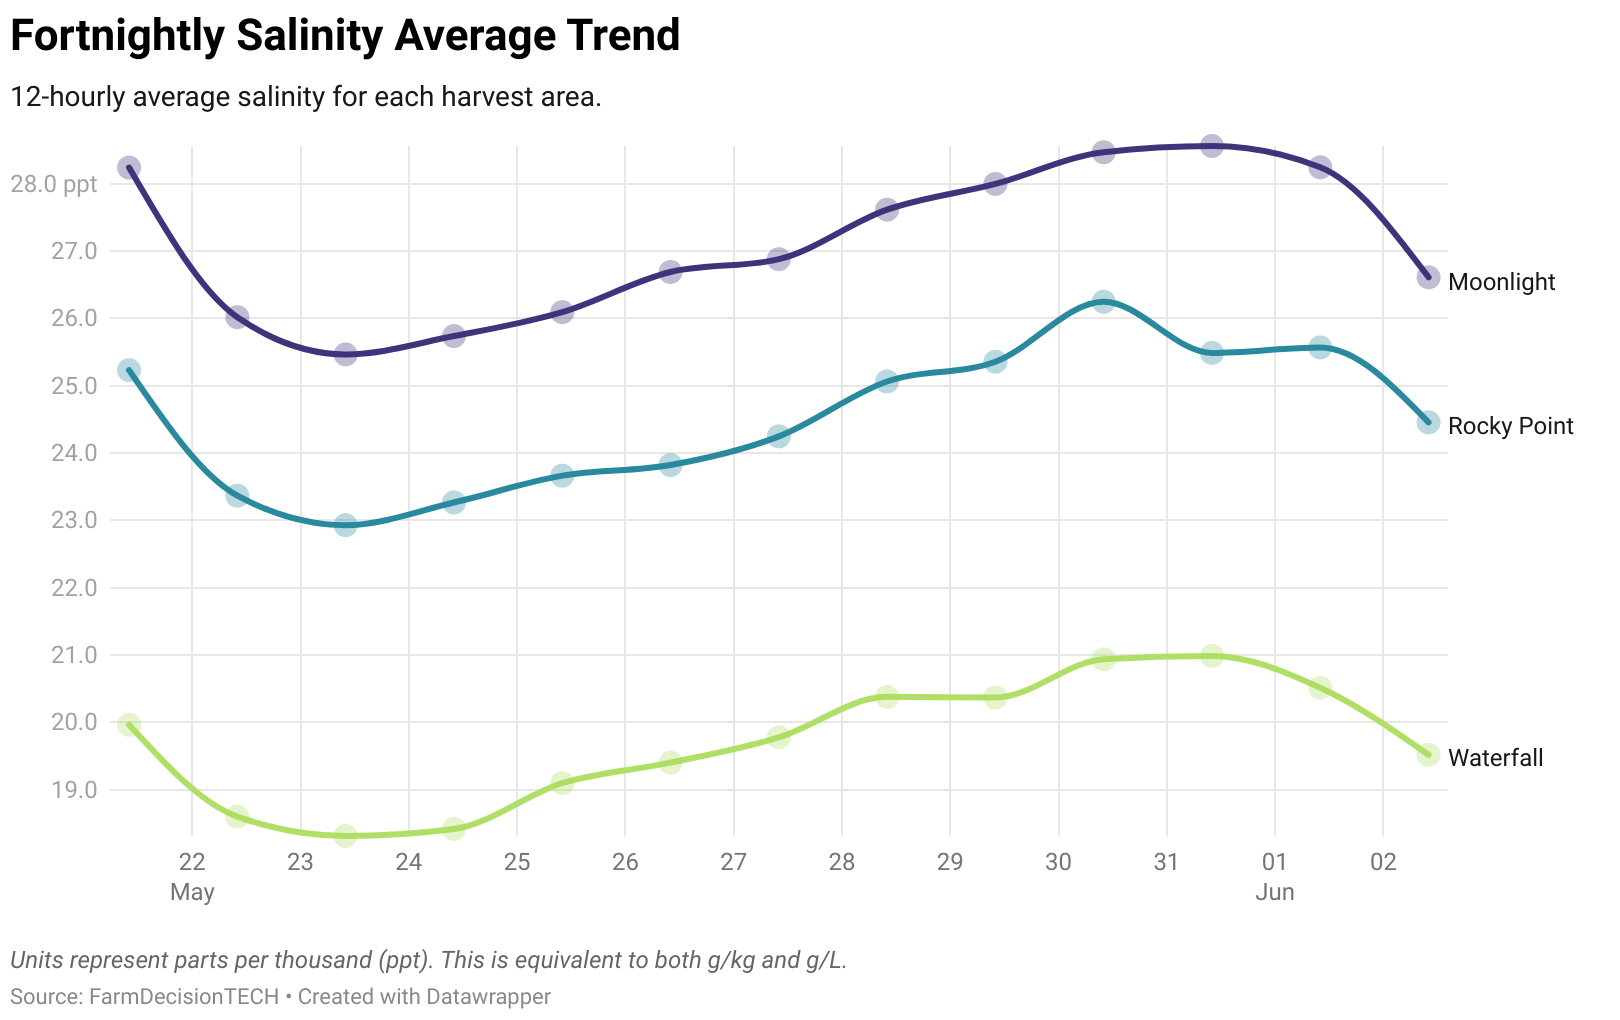 Fortnightly Salinity Average Trend
12-hourly average salinity for each harvest area.
28.0 ppt
27.0
26.0
25.0
24.0
23.0
22.0
21.0
20.0
19.0
Moonlight
Rocky Point
Waterfall
22 23 24 25 26 27 28 29 30 31 01 02
May Jun
Units represent parts per thousand (ppt). This is equivalent to both g/kg and g/L.
Source: FarmDecisionTECH • Created with Datawrapper